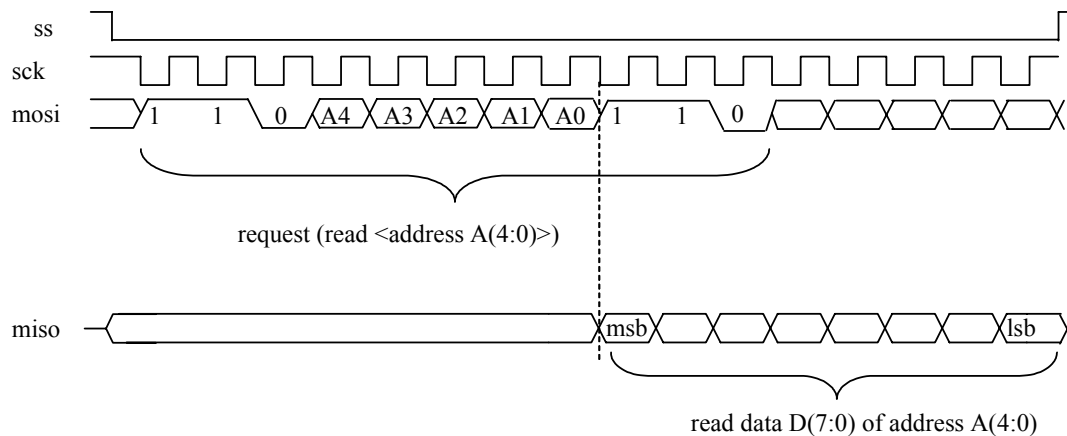 ss
sck
mosi 1 1 0 A4 A3 A2 A1 A0 1 1 0
request (read <address A(4:0)>)
miso msb lsb
read data D(7:0) of address A(4:0)